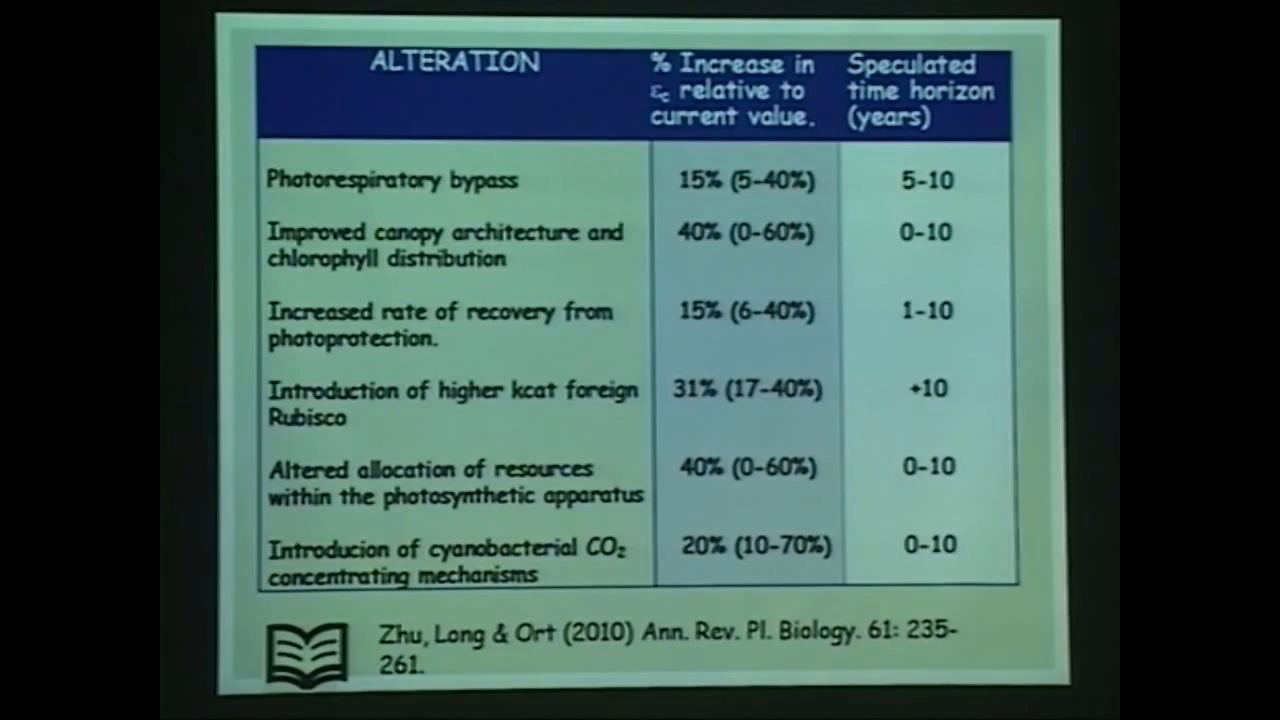 ALTERATION % Increase in Speculated
εc relative to time horizon
current value. (years)
Photorespiratory bypass 15% (5-40%) 5-10
Improved canopy architecture and 40% (0-60%) 0-10
chlorophyll distribution
Increased rate of recovery from 15% (6-40%) 1-10
photoprotection.
Introduction of higher kcat foreign 31% (17-40%) +10
Rubisco
Altered allocation of resources 40% (0-60%) 0-10
within the photosynthetic apparatus
Introducion of cyanobacterial CO₂ 20% (10-70%) 0-10
concentrating mechanisms
Zhu, Long & Ort (2010) Ann. Rev. Pl. Biology. 61: 235-
261.